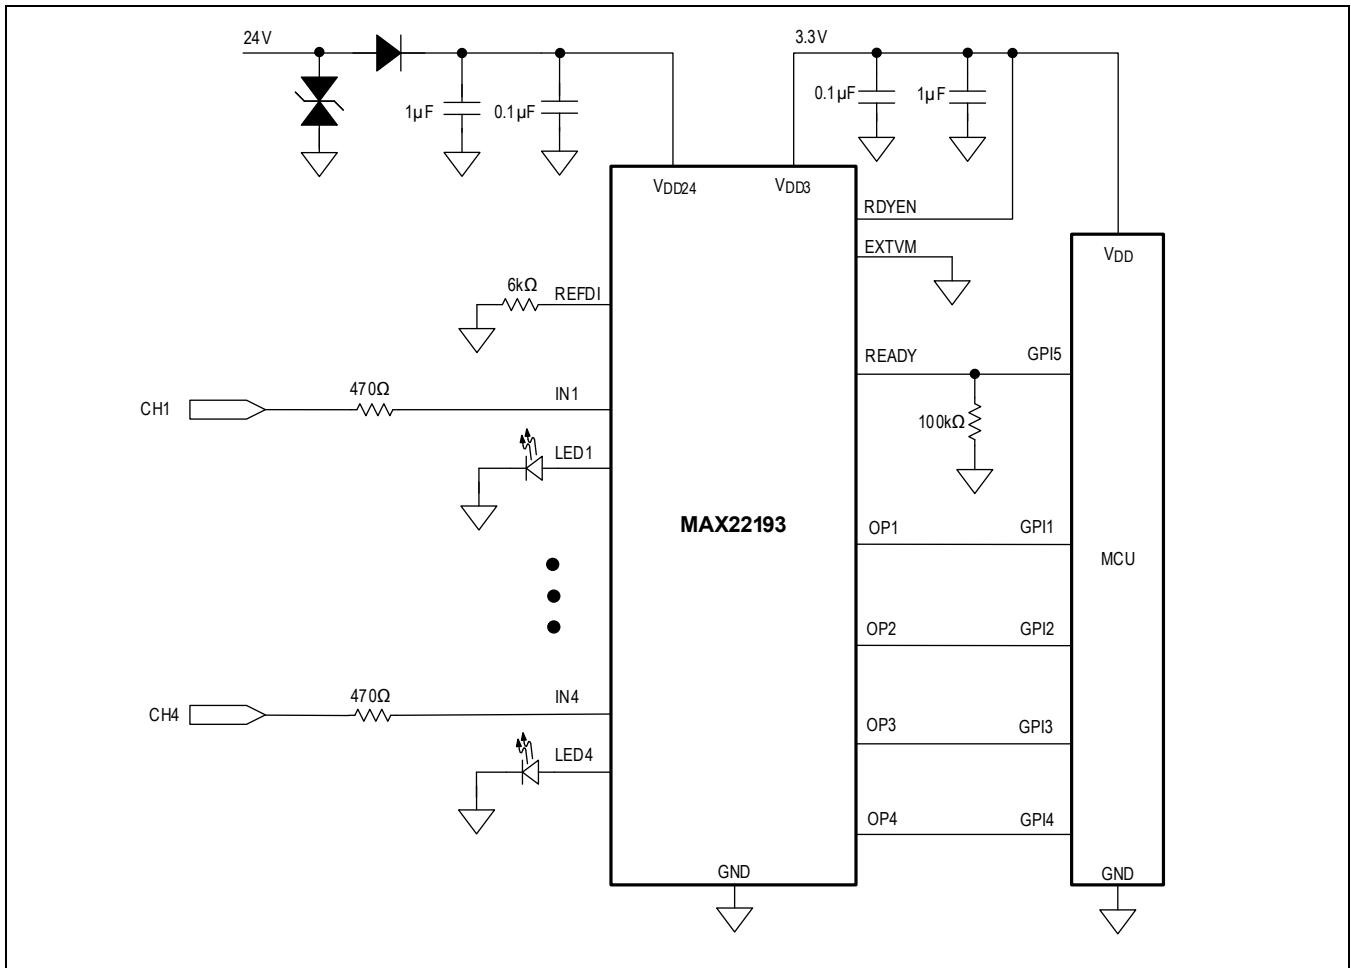 24V
3.3V
1µF
0.1µF
0.1µF
1µF
VDD24
VDD3
RDYEN
EXTVM
VDD
6kΩ
REFDI
READY
GPI5
470Ω
IN1
CH1
100kΩ
LED1
MAX22193
OP1
GPI1
MCU
OP2
GPI2
470Ω
IN4
CH4
OP3
GPI3
LED4
OP4
GPI4
GND
GND